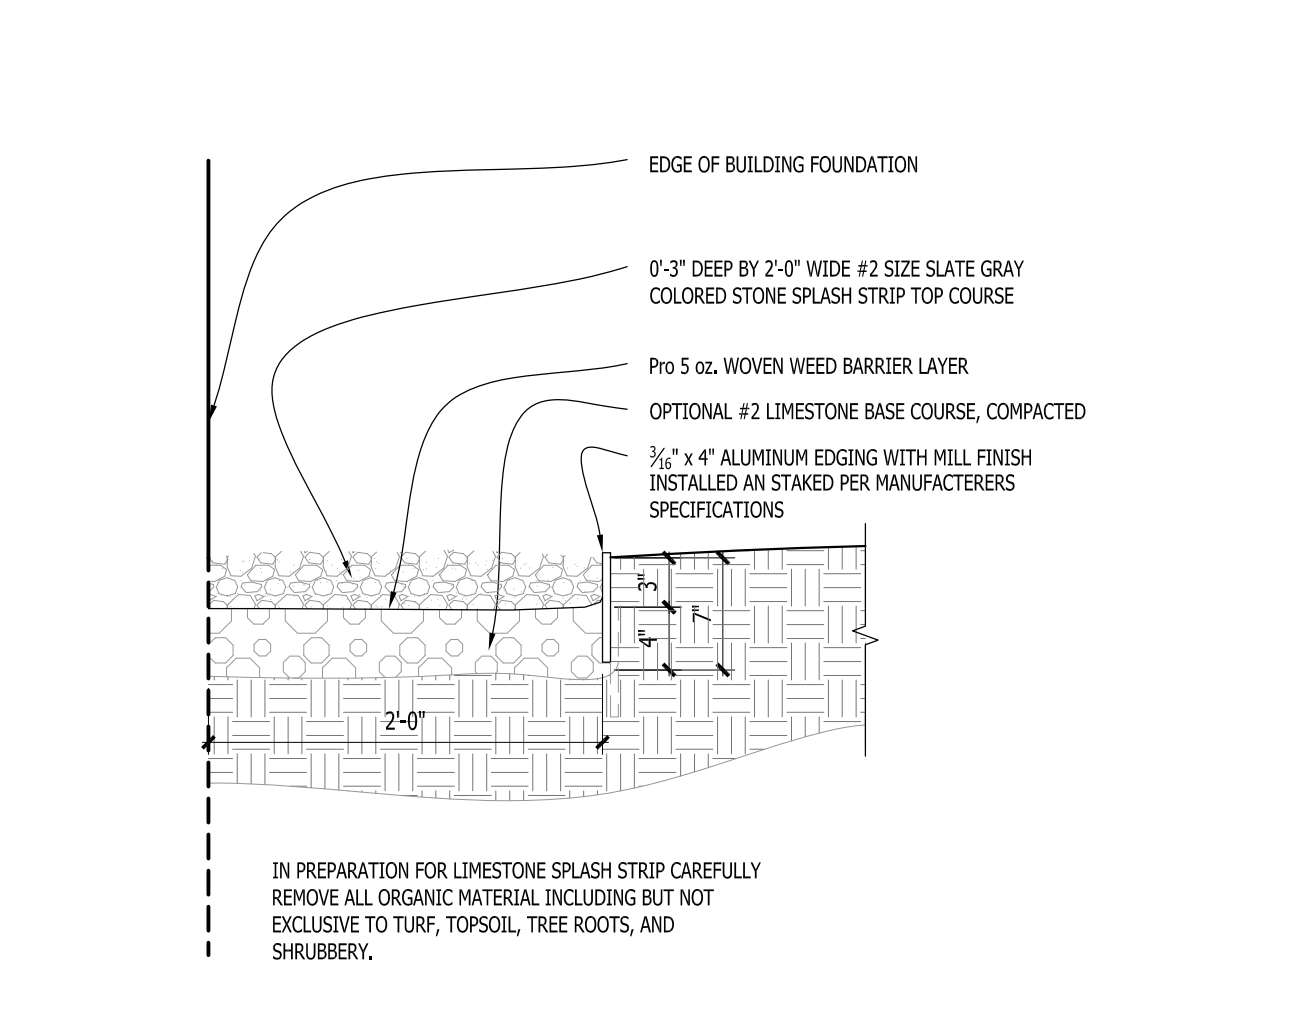 EDGE OF BUILDING FOUNDATION
0'-3" DEEP BY 2'-0" WIDE #2 SIZE SLATE GRAY
COLORED STONE SPLASH STRIP TOP COURSE
Pro 5 oz. WOVEN WEED BARRIER LAYER
OPTIONAL #2 LIMESTONE BASE COURSE, COMPACTED
3/16" x 4" ALUMINUM EDGING WITH MILL FINISH
INSTALLED AN STAKED PER MANUFACTERERS
SPECIFICATIONS
3"
7"
4"
2'-0"
IN PREPARATION FOR LIMESTONE SPLASH STRIP CAREFULLY
REMOVE ALL ORGANIC MATERIAL INCLUDING BUT NOT
EXCLUSIVE TO TURF, TOPSOIL, TREE ROOTS, AND
SHRUBBERY.